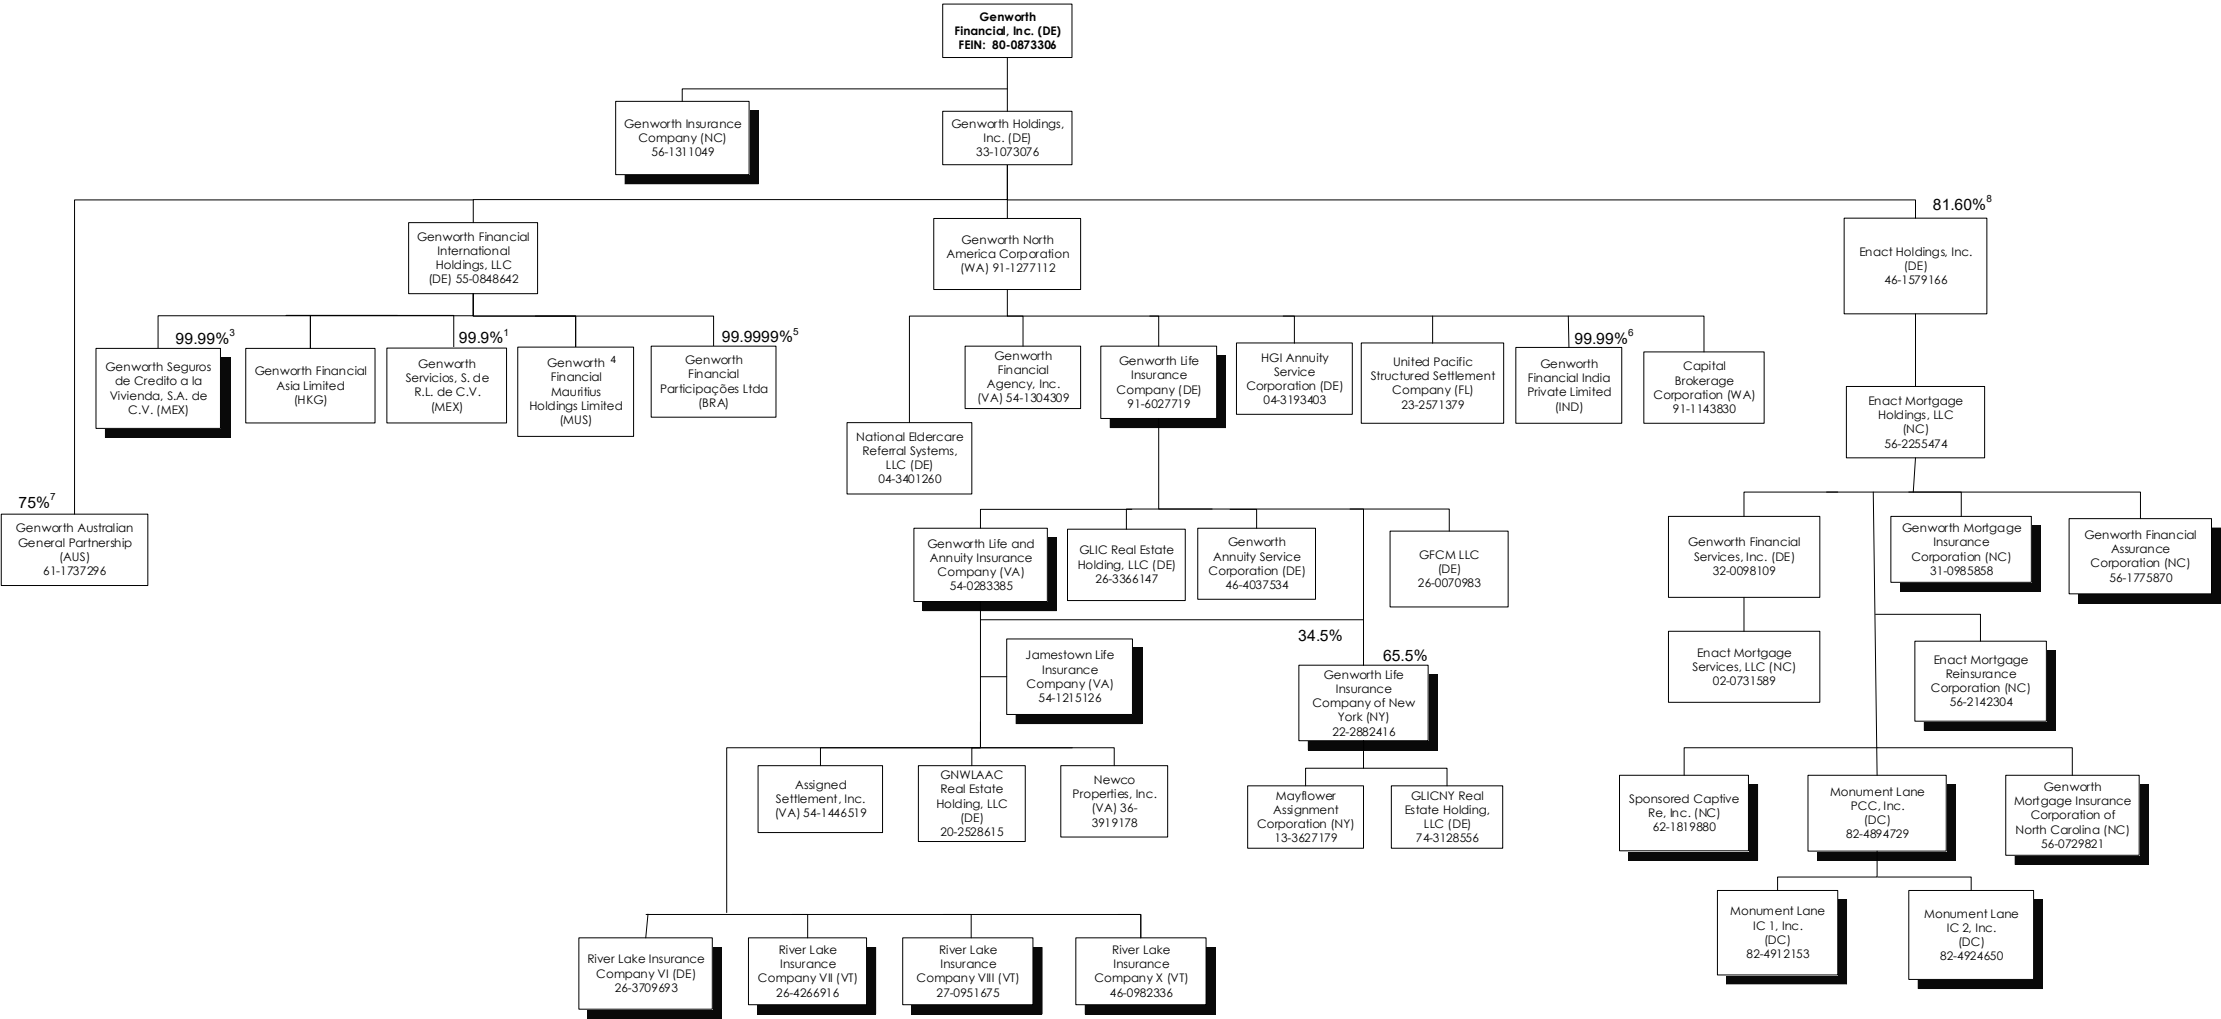 Genworth
Financial, Inc. (DE)
FEIN: 80-0873306
Genworth Insurance
Company (NC)
56-1311049
Genworth Holdings,
Inc. (DE)
33-1073076
81.60%8
Genworth Financial
International
Holdings, LLC
(DE) 55-0848642
Genworth North
America Corporation
(WA) 91-1277112
Enact Holdings, Inc.
(DE)
46-1579166
99.99%3
Genworth Seguros
de Credito a la
Vivienda, S.A. de
C.V. (MEX)
Genworth Financial
Asia Limited
(HKG)
99.9%1
Genworth
Servicios, S. de
R.L. de C.V.
(MEX)
Genworth 4
Financial
Mauritius
Holdings Limited
(MUS)
99.9999%5
Genworth
Financial
Participações Ltda
(BRA)
National Eldercare
Referral Systems,
LLC (DE)
04-3401260
Genworth
Financial
Agency, Inc.
(VA) 54-1304309
Genworth Life
Insurance
Company (DE)
91-6027719
HGI Annuity
Service
Corporation (DE)
04-3193403
United Pacific
Structured Settlement
Company (FL)
23-2571379
99.99%6
Genworth
Financial India
Private Limited
(IND)
Capital
Brokerage
Corporation (WA)
91-1143830
Enact Mortgage
Holdings, LLC
(NC)
56-2255474
75%7
Genworth Australian
General Partnership
(AUS)
61-1737296
Genworth Life and
Annuity Insurance
Company (VA)
54-0283385
GLIC Real Estate
Holding, LLC (DE)
26-3366147
Genworth
Annuity Service
Corporation (DE)
46-4037534
GFCM LLC
(DE)
26-0070983
Genworth Financial
Services, Inc. (DE)
32-0098109
Genworth Mortgage
Insurance
Corporation (NC)
31-0985858
Genworth Financial
Assurance
Corporation (NC)
56-1775870
34.5%
65.5%
Jamestown Life
Insurance
Company (VA)
54-1215126
Genworth Life
Insurance
Company of New
York (NY)
22-2882416
Enact Mortgage
Services, LLC (NC)
02-0731589
Enact Mortgage
Reinsurance
Corporation (NC)
56-2142304
Assigned
Settlement, Inc.
(VA) 54-1446519
GNWLAAC
Real Estate
Holding, LLC
(DE)
20-2528615
Newco
Properties, Inc.
(VA) 36-
3919178
Mayflower
Assignment
Corporation (NY)
13-3627179
GLICNY Real
Estate Holding,
LLC (DE)
74-3128556
Sponsored Captive
Re, Inc. (NC)
62-1819880
Monument Lane
PCC, Inc.
(DC)
82-4894729
Genworth
Mortgage Insurance
Corporation of
North Carolina (NC)
56-0729821
Monument Lane
IC 1, Inc.
(DC)
82-4912153
Monument Lane
IC 2, Inc.
(DC)
82-4924650
River Lake Insurance
Company VI (DE)
26-3709693
River Lake
Insurance
Company VII (VT)
26-4266916
River Lake
Insurance
Company VIII (VT)
27-0951675
River Lake
Insurance
Company X (VT)
46-0982336